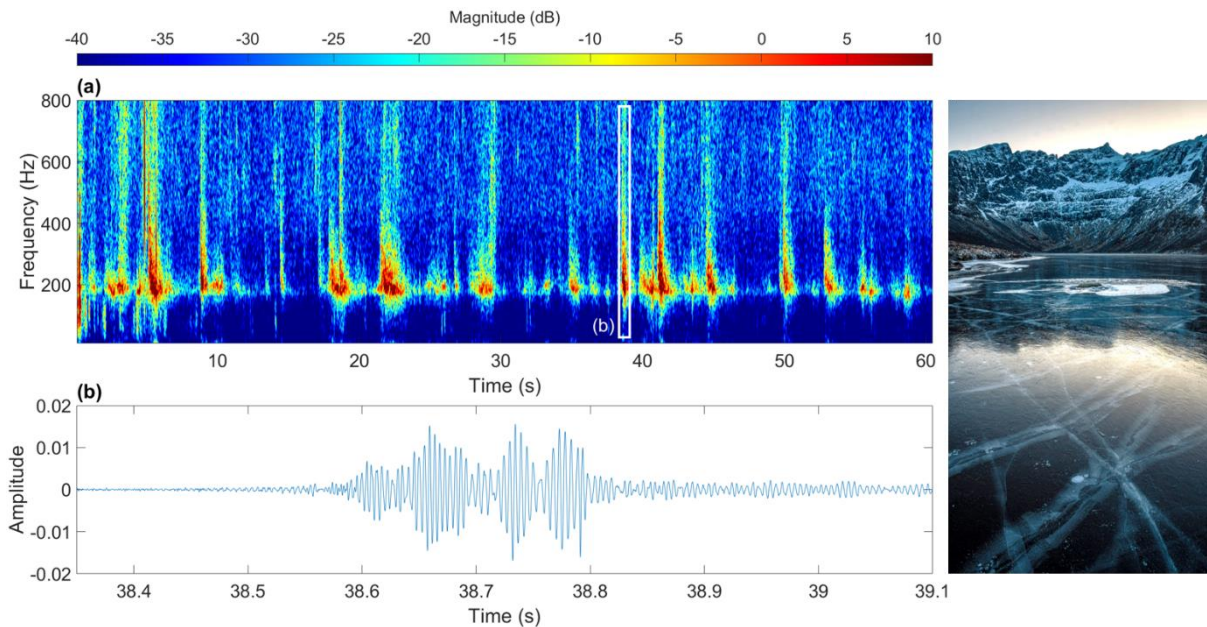 Magnitude (dB)
-40 -35 -30 -25 -20 -15 -10 -5 0 5 10
(a)
800
600
400
200
Frequency (Hz)
(b)
10 20 30 40 50 60
Time (s)
(b)
0.02
0.01
0
-0.01
-0.02
Amplitude
38.4 38.5 38.6 38.7 38.8 38.9 39 39.1
Time (s)